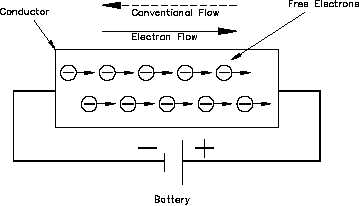 Conventional Flow
Free Electrons
Conductor
Electron Flow
− +
Battery